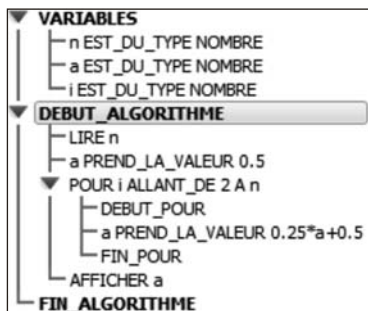 VARIABLES
n EST_DU_TYPE NOMBRE
a EST_DU_TYPE NOMBRE
i EST_DU_TYPE NOMBRE
DEBUT_ALGORITHME
LIRE n
a PREND_LA_VALEUR 0.5
POUR i ALLANT_DE 2 A n
DEBUT_POUR
a PREND_LA_VALEUR 0.25*a+0.5
FIN_POUR
AFFICHER a
FIN_ALGORITHME